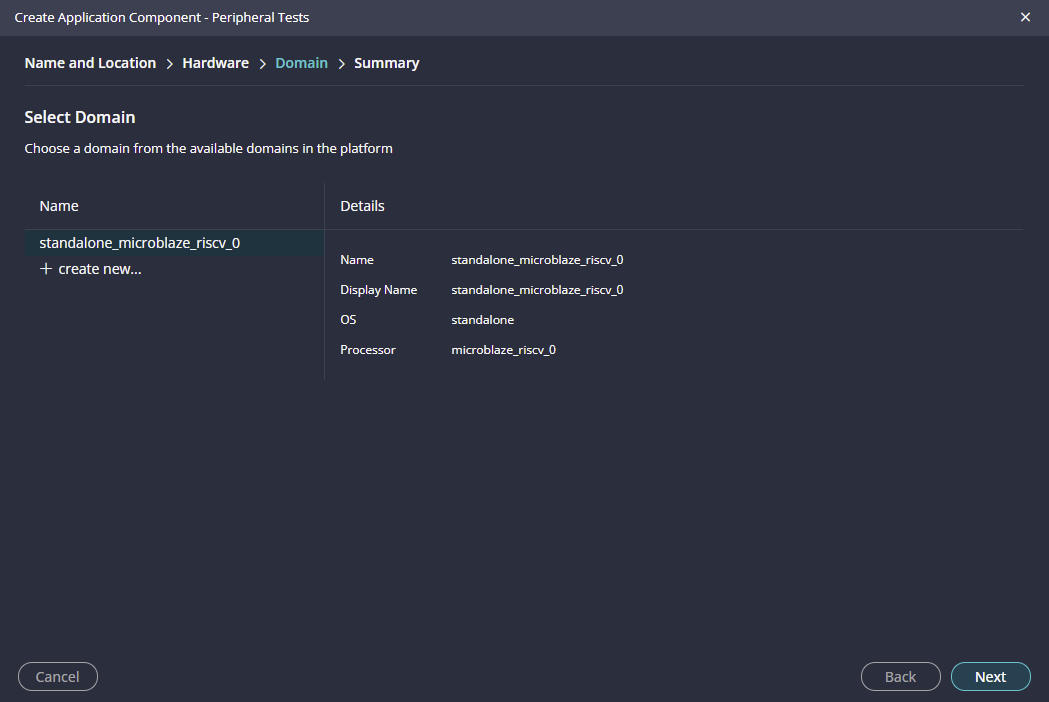 Create Application Component - Peripheral Tests
Name and Location > Hardware > Domain > Summary
Select Domain
Choose a domain from the available domains in the platform
Name
standalone_microblaze_riscv_0
+ create new...
Details
Name standalone_microblaze_riscv_0
Display Name standalone_microblaze_riscv_0
OS standalone
Processor microblaze_riscv_0
Cancel Back Next